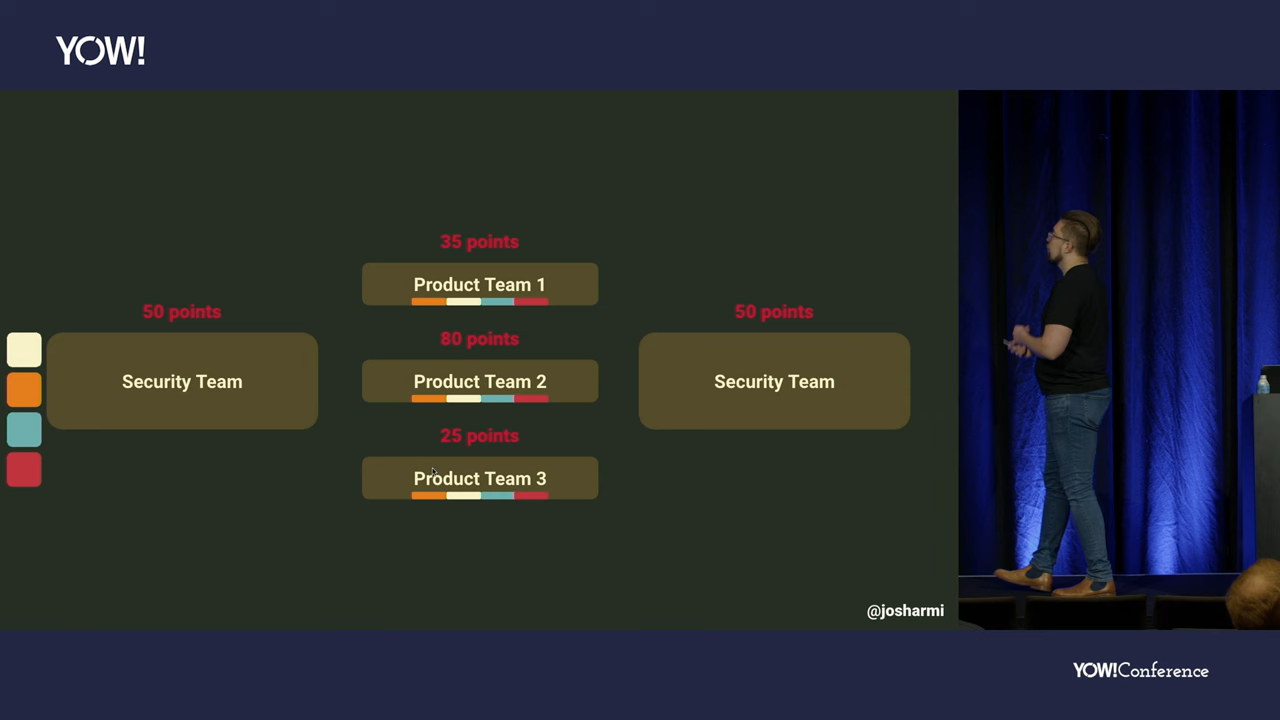 YOW!
35 points
Product Team 1
50 points
Security Team
80 points
Product Team 2
50 points
Security Team
25 points
Product Team 3
@josharmi
YOW!Conference